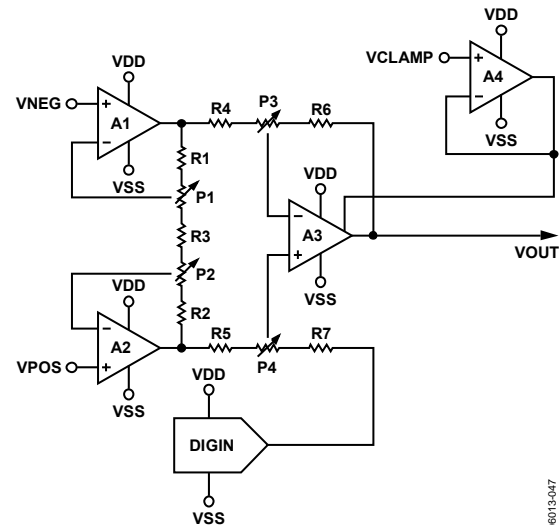 VDD
VCLAMP
+
A4
−
VSS
VDD
VNEG
+
A1
−
VSS
R4
P3
R6
R1
P1
R3
P2
R2
VDD
−
A3
+
VSS
VOUT
VDD
−
A2
+
VPOS
VSS
R5
P4
R7
VDD
DIGIN
VSS
06013-047